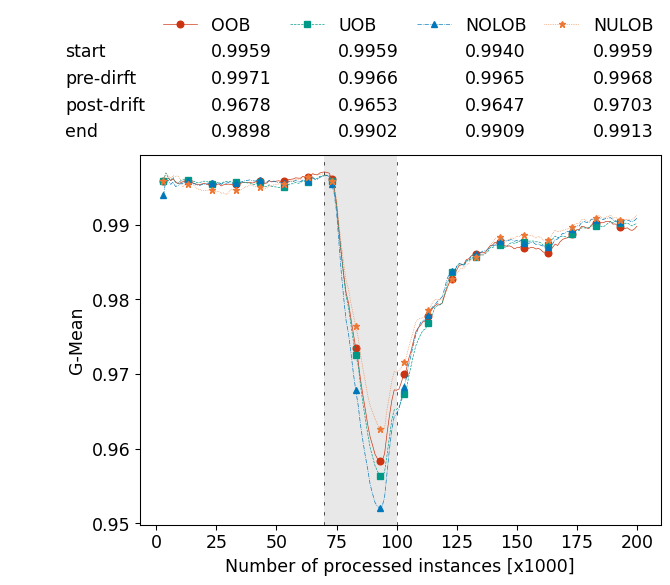 OOB UOB NOLOB NULOB
start 0.9959 0.9959 0.9940 0.9959
pre-dirft 0.9971 0.9966 0.9965 0.9968
post-drift 0.9678 0.9653 0.9647 0.9703
end 0.9898 0.9902 0.9909 0.9913
0.99
0.98
0.97
0.96
0.95
G-Mean
0 25 50 75 100 125 150 175 200
Number of processed instances [x1000]